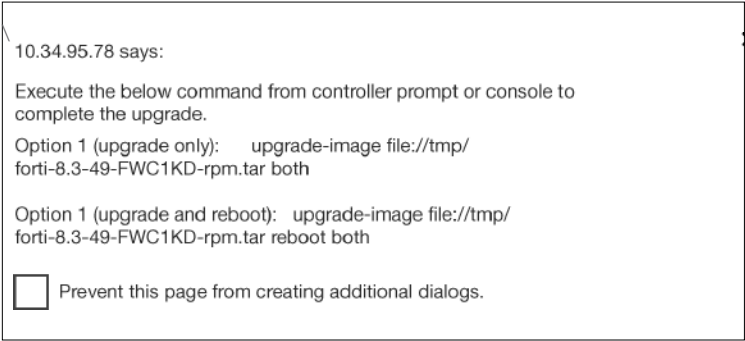 10.34.95.78 says:
Execute the below command from controller prompt or console to
complete the upgrade.
Option 1 (upgrade only): upgrade-image file://tmp/
forti-8.3-49-FWC1KD-rpm.tar both
Option 1 (upgrade and reboot): upgrade-image file://tmp/
forti-8.3-49-FWC1KD-rpm.tar reboot both
Prevent this page from creating additional dialogs.